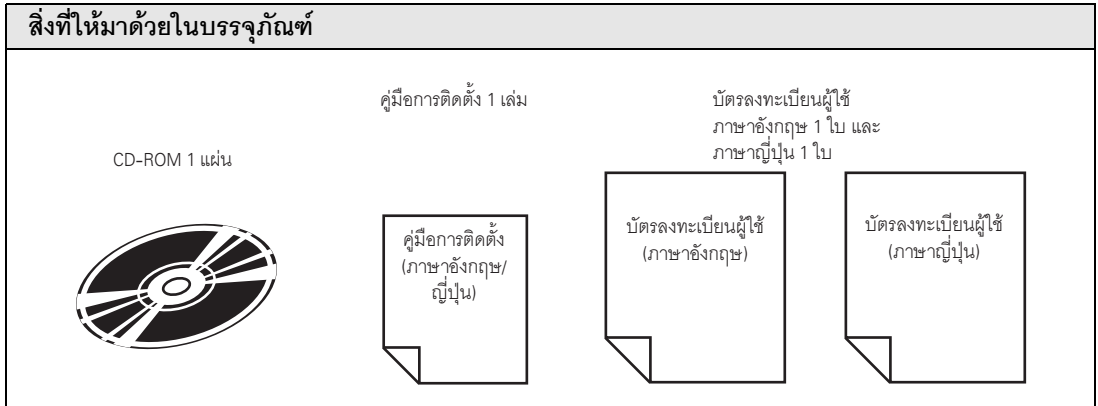 สิ่งที่ให้มาด้วยในบรรจุภัณฑ์
CD-ROM 1 แผ่น
คู่มือการติดตั้ง 1 เล่ม
คู่มือการติดตั้ง
(ภาษาอังกฤษ/
ญี่ปุ่น)
บัตรลงทะเบียนผู้ใช้
ภาษาอังกฤษ 1 ใบ และ
ภาษาญี่ปุ่น 1 ใบ
บัตรลงทะเบียนผู้ใช้
(ภาษาอังกฤษ)
บัตรลงทะเบียนผู้ใช้
(ภาษาญี่ปุ่น)